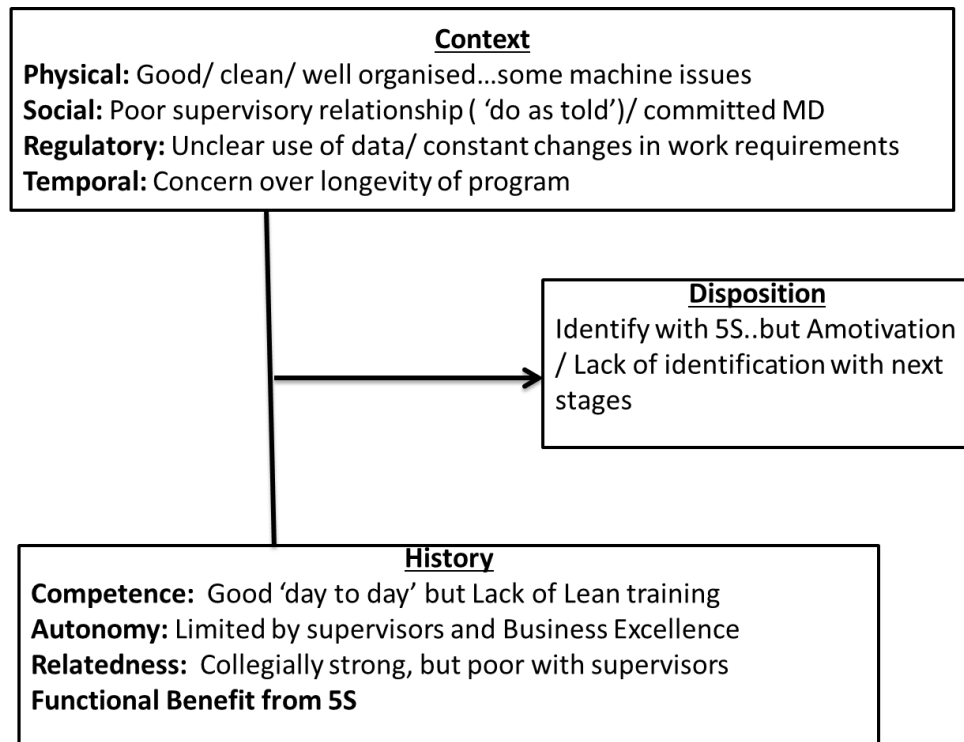 Context
Physical: Good/ clean/ well organised...some machine issues
Social: Poor supervisory relationship ( ‘do as told’)/ committed MD
Regulatory: Unclear use of data/ constant changes in work requirements
Temporal: Concern over longevity of program
Disposition
Identify with 5S..but Amotivation
/ Lack of identification with next
stages
History
Competence: Good ‘day to day’ but Lack of Lean training
Autonomy: Limited by supervisors and Business Excellence
Relatedness: Collegially strong, but poor with supervisors
Functional Benefit from 5S